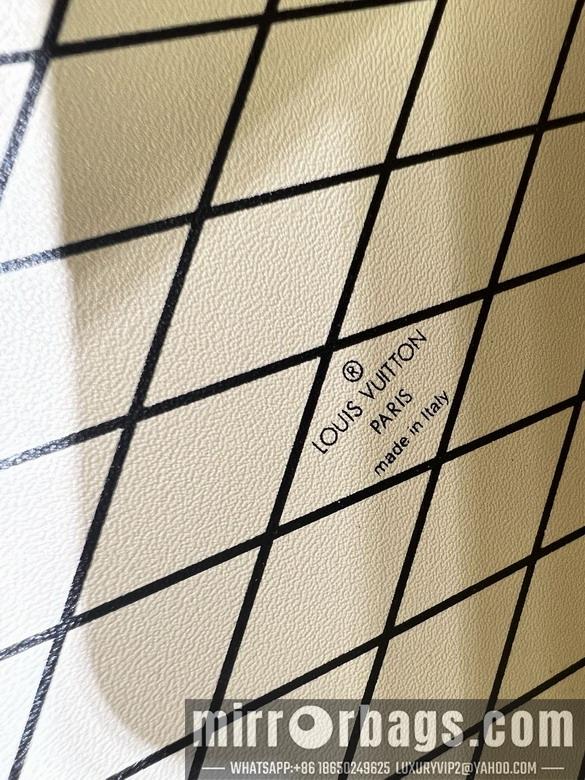 ®
LOUIS VUITTON
PARIS
made in Italy
mirrorbags.com
WHATSAPP:+86 18650249625 LUXURYVIP2@YAHOO.COM